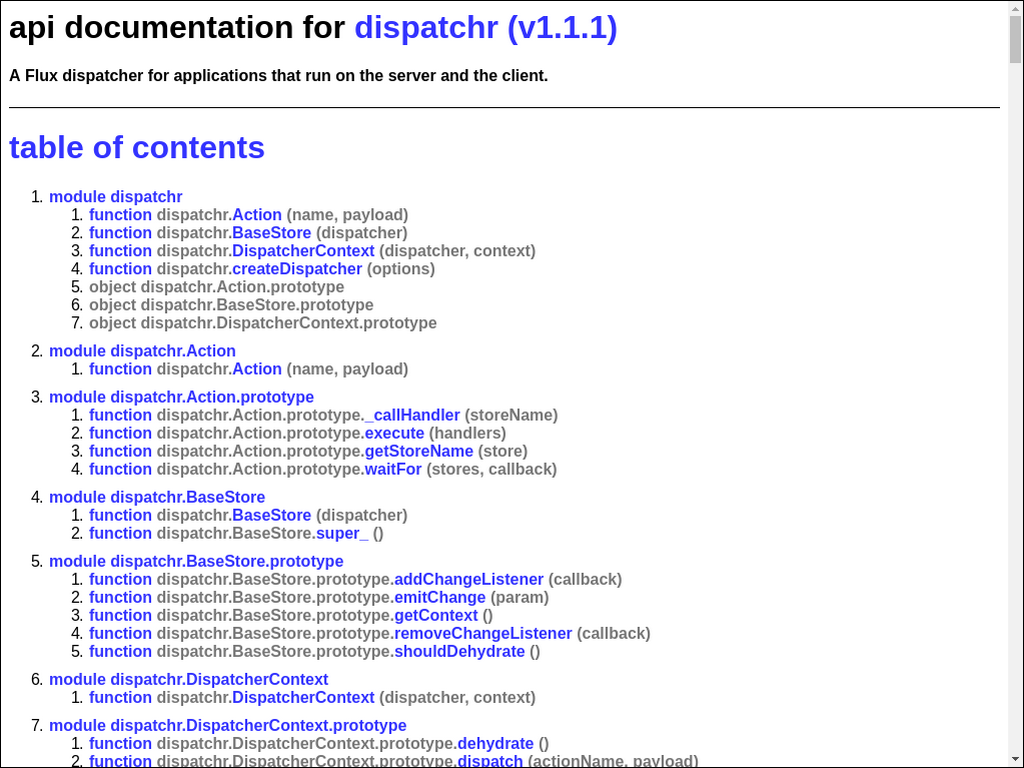 api documentation for dispatchr (v1.1.1)
A Flux dispatcher for applications that run on the server and the client.
table of contents
1. module dispatchr
1. function dispatchr.Action (name, payload)
2. function dispatchr.BaseStore (dispatcher)
3. function dispatchr.DispatcherContext (dispatcher, context)
4. function dispatchr.createDispatcher (options)
5. object dispatchr.Action.prototype
6. object dispatchr.BaseStore.prototype
7. object dispatchr.DispatcherContext.prototype
2. module dispatchr.Action
1. function dispatchr.Action (name, payload)
3. module dispatchr.Action.prototype
1. function dispatchr.Action.prototype._callHandler (storeName)
2. function dispatchr.Action.prototype.execute (handlers)
3. function dispatchr.Action.prototype.getStoreName (store)
4. function dispatchr.Action.prototype.waitFor (stores, callback)
4. module dispatchr.BaseStore
1. function dispatchr.BaseStore (dispatcher)
2. function dispatchr.BaseStore.super_ ()
5. module dispatchr.BaseStore.prototype
1. function dispatchr.BaseStore.prototype.addChangeListener (callback)
2. function dispatchr.BaseStore.prototype.emitChange (param)
3. function dispatchr.BaseStore.prototype.getContext ()
4. function dispatchr.BaseStore.prototype.removeChangeListener (callback)
5. function dispatchr.BaseStore.prototype.shouldDehydrate ()
6. module dispatchr.DispatcherContext
1. function dispatchr.DispatcherContext (dispatcher, context)
7. module dispatchr.DispatcherContext.prototype
1. function dispatchr.DispatcherContext.prototype.dehydrate ()
2. function dispatchr.DispatcherContext.prototype.dispatch (actionName, payload)